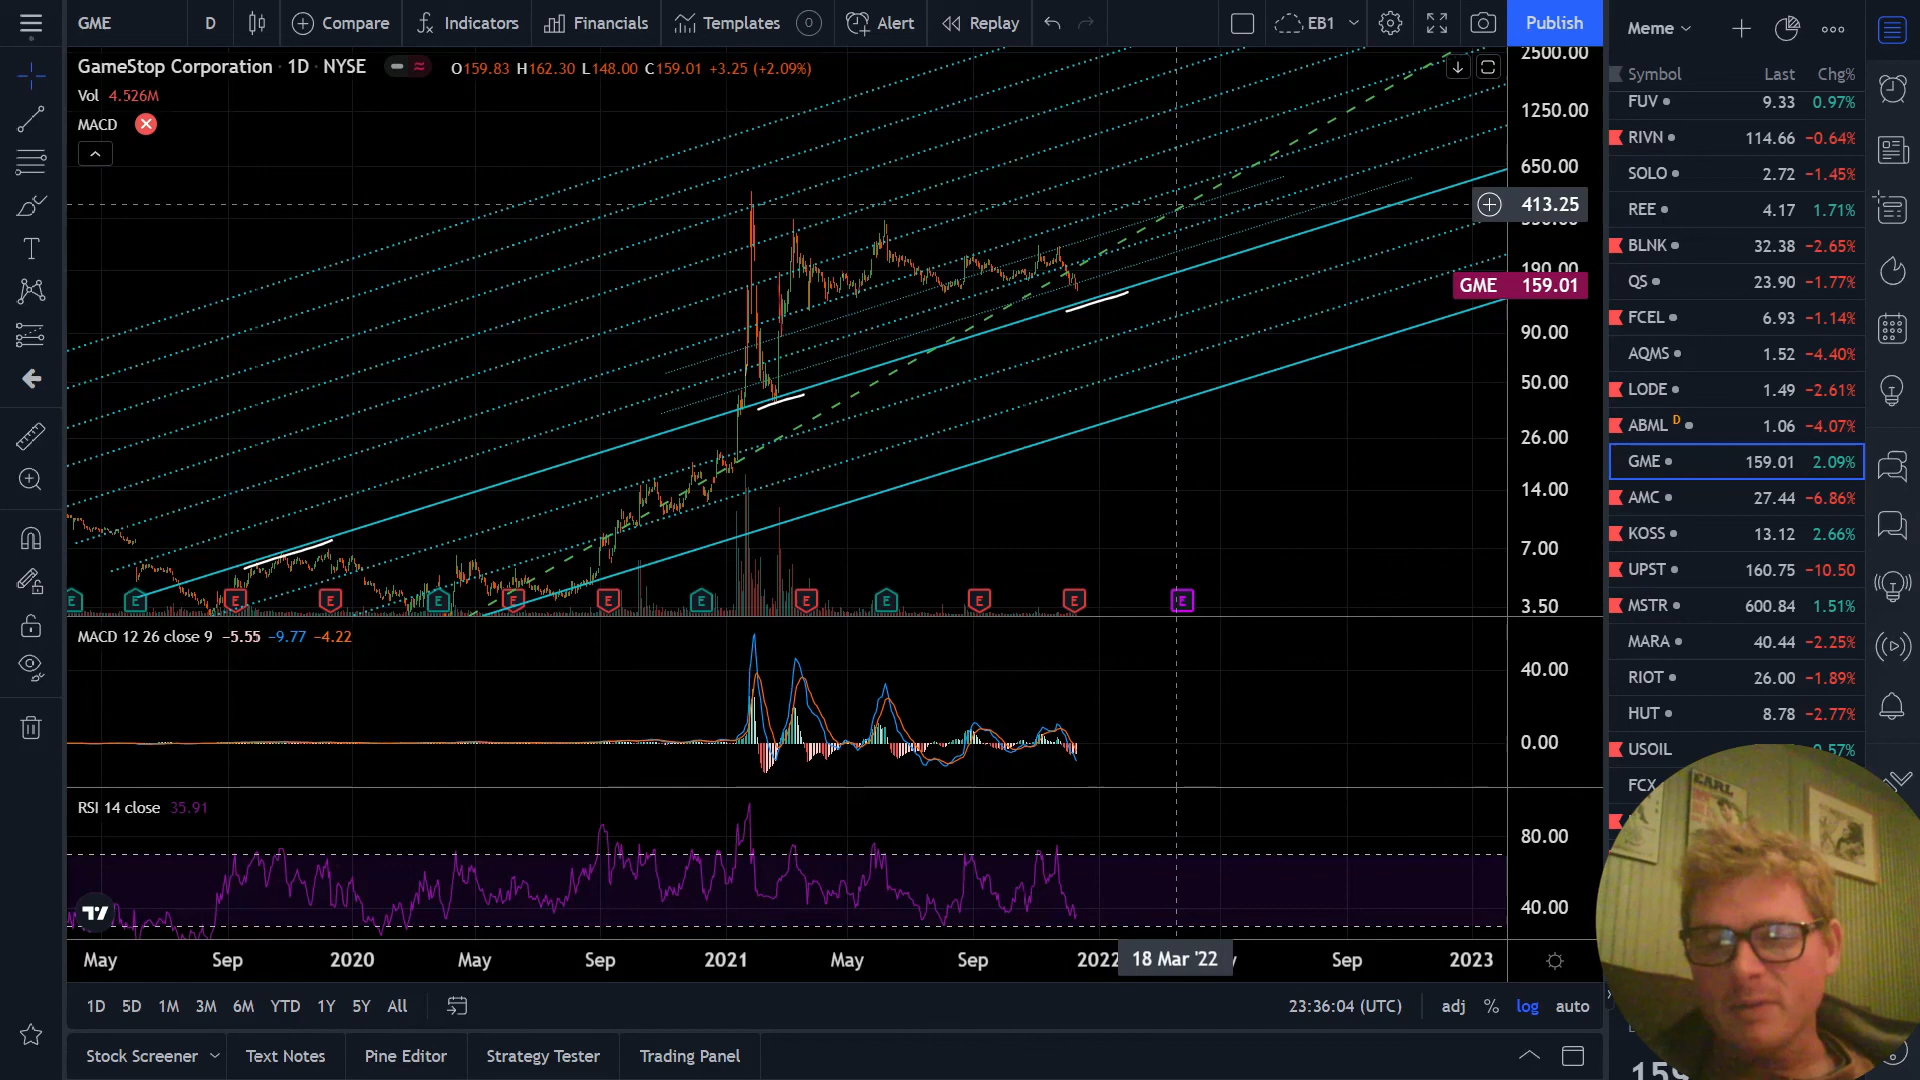 GME D Compare Indicators Financials Templates Alert Replay EB1 Publish
GameStop Corporation · 1D · NYSE
O159.83 H162.30 L148.00 C159.01 +3.25 (+2.09%)
Vol 4.526M
MACD
2500.00
1250.00
650.00
413.25
190.00
GME 159.01
90.00
50.00
26.00
14.00
7.00
3.50
E E E E E E E E E E E E E
MACD 12 26 close 9 −5.55 −9.77 −4.22
40.00
0.00
RSI 14 close 35.91
80.00
40.00
May Sep 2020 May Sep 2021 May Sep 2022 18 Mar '22 Sep 2023
1D 5D 1M 3M 6M YTD 1Y 5Y All
23:36:04 (UTC) adj % log auto
Stock Screener Text Notes Pine Editor Strategy Tester Trading Panel
Meme
Symbol Last Chg%
FUV 9.33 0.97%
RIVN 114.66 −0.64%
SOLO 2.72 −1.45%
REE 4.17 1.71%
BLNK 32.38 −2.65%
QS 23.90 −1.77%
FCEL 6.93 −1.14%
AQMS 1.52 −4.40%
LODE 1.49 −2.61%
ABML D 1.06 −4.07%
GME 159.01 2.09%
AMC 27.44 −6.86%
KOSS 13.12 2.66%
UPST 160.75 −10.50
MSTR 600.84 1.51%
MARA 40.44 −2.25%
RIOT 26.00 −1.89%
HUT 8.78 −2.77%
USOIL 0.57%
FCX